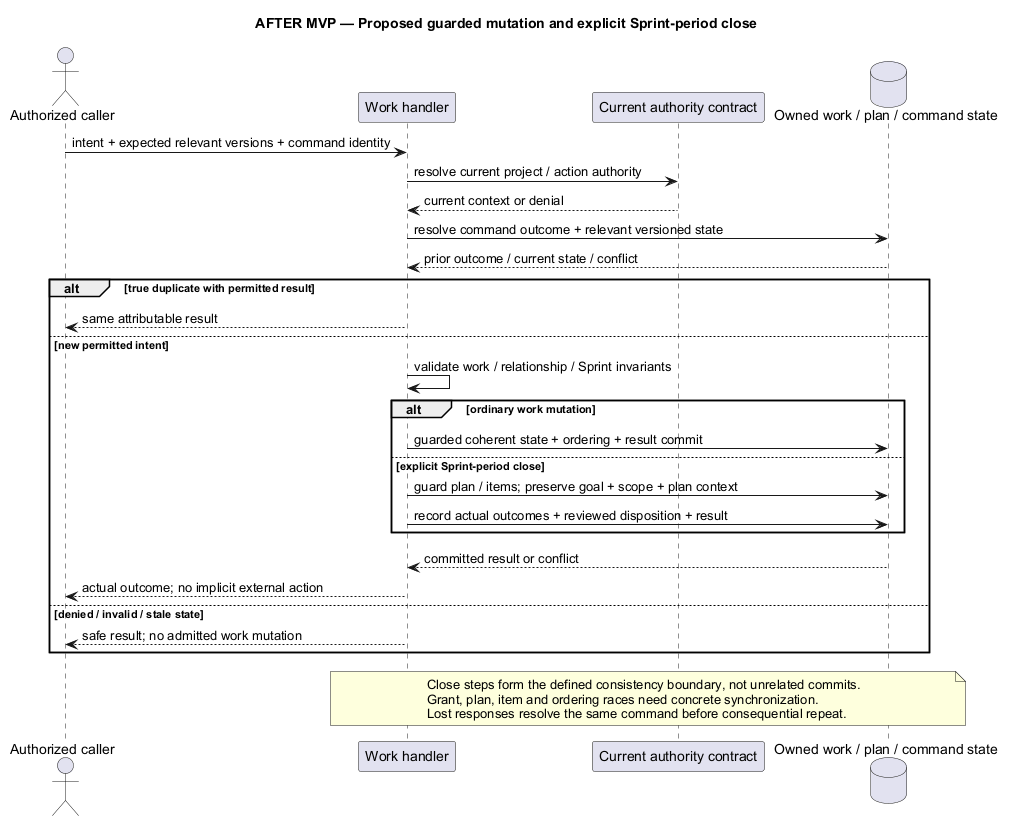 AFTER MVP — Proposed guarded mutation and explicit Sprint-period close
Authorized caller
Work handler
Current authority contract
Owned work / plan / command state
intent + expected relevant versions + command identity
resolve current project / action authority
current context or denial
resolve command outcome + relevant versioned state
prior outcome / current state / conflict
alt [true duplicate with permitted result]
same attributable result
[new permitted intent]
validate work / relationship / Sprint invariants
alt [ordinary work mutation]
guarded coherent state + ordering + result commit
[explicit Sprint-period close]
guard plan / items; preserve goal + scope + plan context
record actual outcomes + reviewed disposition + result
committed result or conflict
actual outcome; no implicit external action
[denied / invalid / stale state]
safe result; no admitted work mutation
Close steps form the defined consistency boundary, not unrelated commits.
Grant, plan, item and ordering races need concrete synchronization.
Lost responses resolve the same command before consequential repeat.
Authorized caller
Work handler
Current authority contract
Owned work / plan / command state